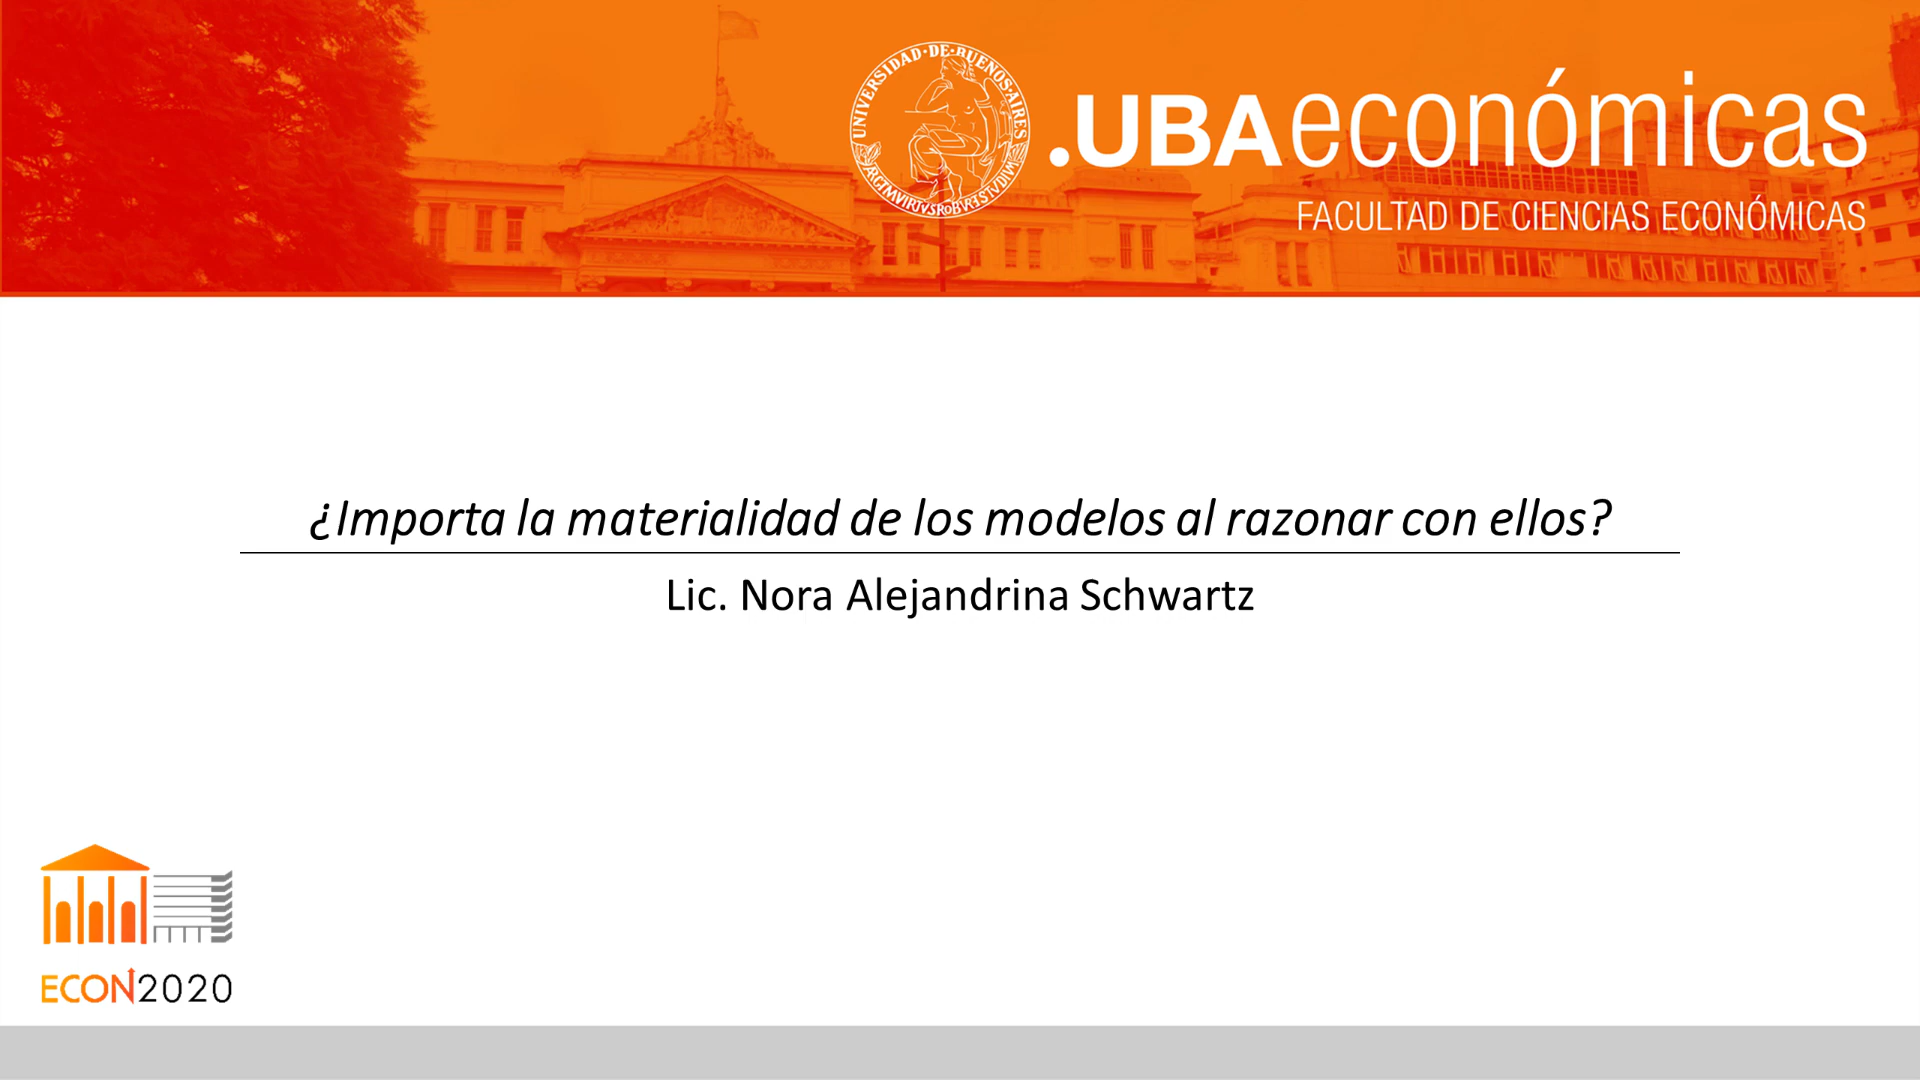 UNIVERSIDAD·DE·BUENOS·AIRES
ARGTMVIRTVSROBVRETSTVDIVM
.UBAeconómicas
FACULTAD DE CIENCIAS ECONÓMICAS
¿Importa la materialidad de los modelos al razonar con ellos?
Lic. Nora Alejandrina Schwartz
ECON2020